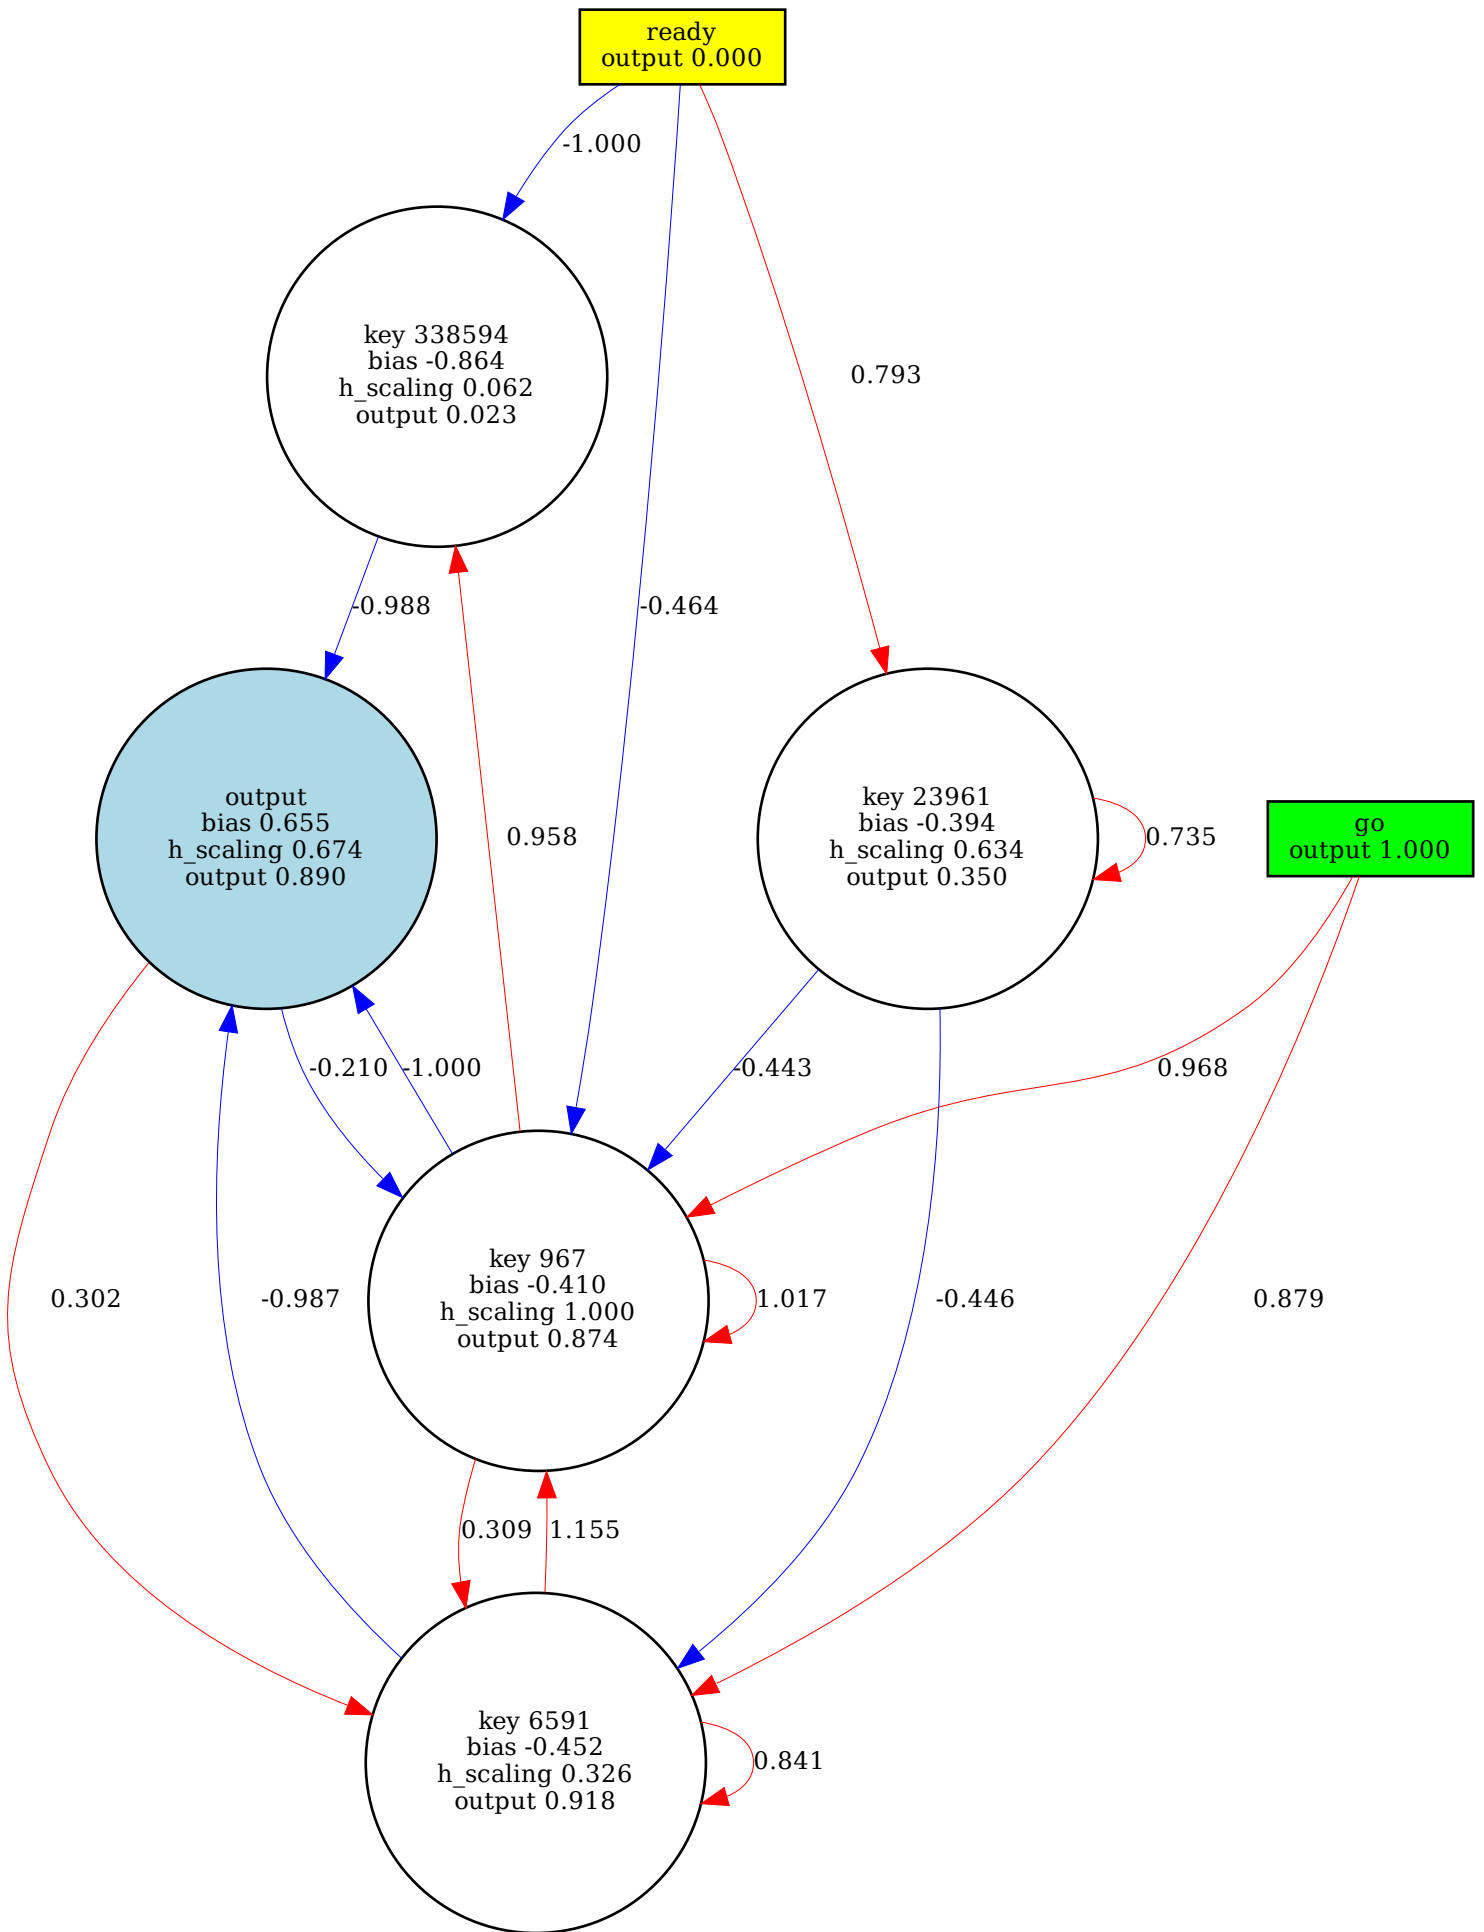 ready
output 0.000
-1.000
key 338594
bias -0.864
h_scaling 0.062
output 0.023
0.793
-0.988
-0.464
output
bias 0.655
h_scaling 0.674
output 0.890
0.958
key 23961
bias -0.394
h_scaling 0.634
output 0.350
0.735
go
output 1.000
-0.210
-1.000
-0.443
0.968
key 967
bias -0.410
h_scaling 1.000
output 0.874
0.302
-0.987
1.017
-0.446
0.879
0.309
1.155
key 6591
bias -0.452
h_scaling 0.326
output 0.918
0.841